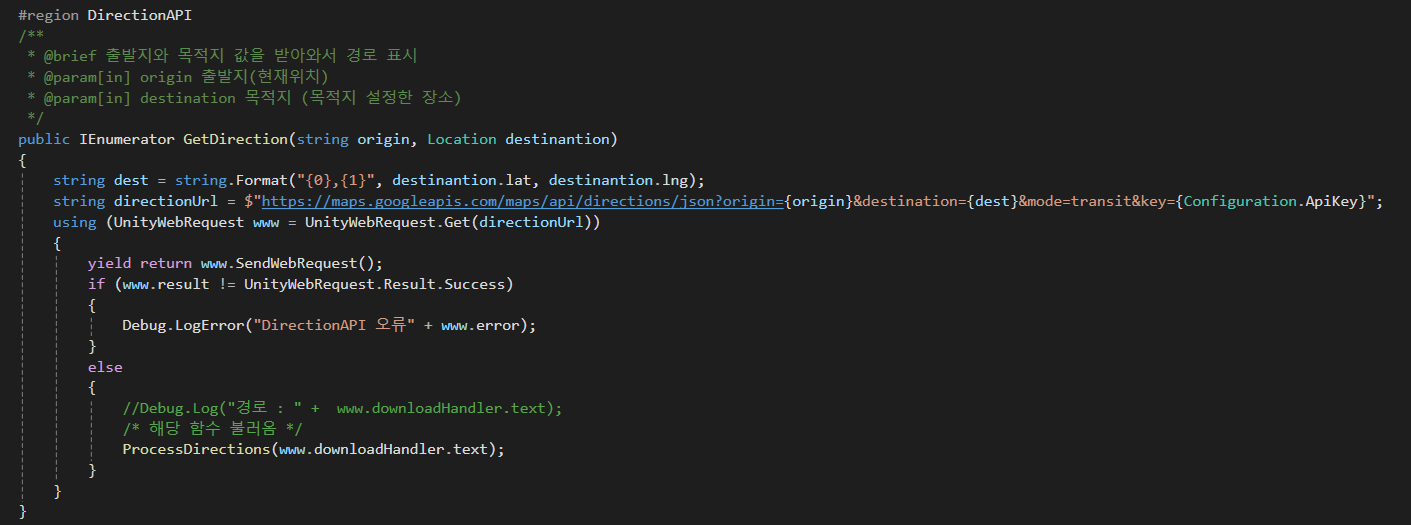 #region DirectionAPI
/**
* @brief 출발지와 목적지 값을 받아와서 경로 표시
* @param[in] origin 출발지(현재위치)
* @param[in] destination 목적지 (목적지 설정한 장소)
*/
public IEnumerator GetDirection(string origin, Location destinantion)
{
string dest = string.Format("{0},{1}", destinantion.lat, destinantion.lng);
string directionUrl = $"https://maps.googleapis.com/maps/api/directions/json?origin={origin}&destination={dest}&mode=transit&key={Configuration.ApiKey}";
using (UnityWebRequest www = UnityWebRequest.Get(directionUrl))
{
yield return www.SendWebRequest();
if (www.result != UnityWebRequest.Result.Success)
{
Debug.LogError("DirectionAPI 오류" + www.error);
}
else
{
//Debug.Log("경로 : " +  www.downloadHandler.text);
/* 해당 함수 불러옴 */
ProcessDirections(www.downloadHandler.text);
}
}
}